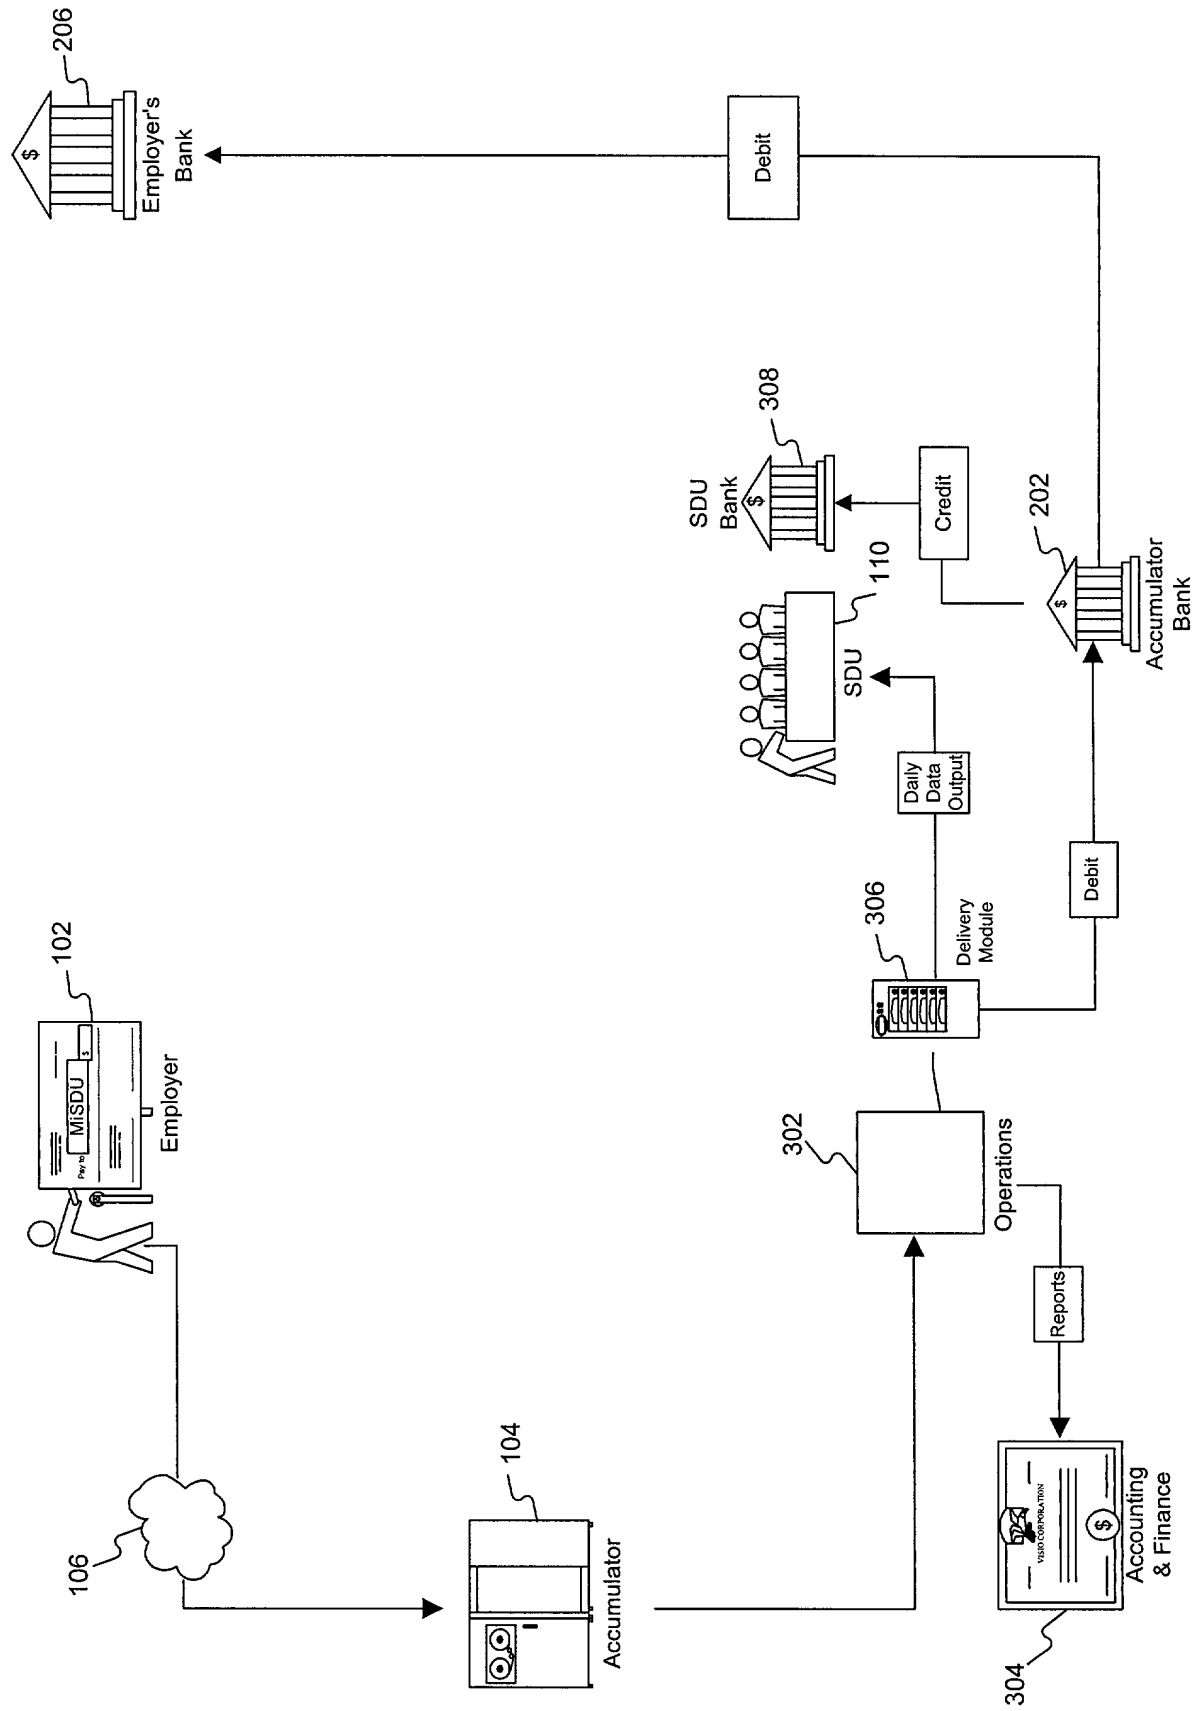 102
Pay to
MiSDU
$
Employer
106
104
Accumulator
$
206
Employer's
Bank
Debit
SDU
Bank
$
308
Credit
110
SDU
Daily
Data
Output
306
Delivery
Module
302
Operations
Reports
VISIO CORPORATION
$
Accounting
& Finance
304
Debit
$
202
Accumulator
Bank